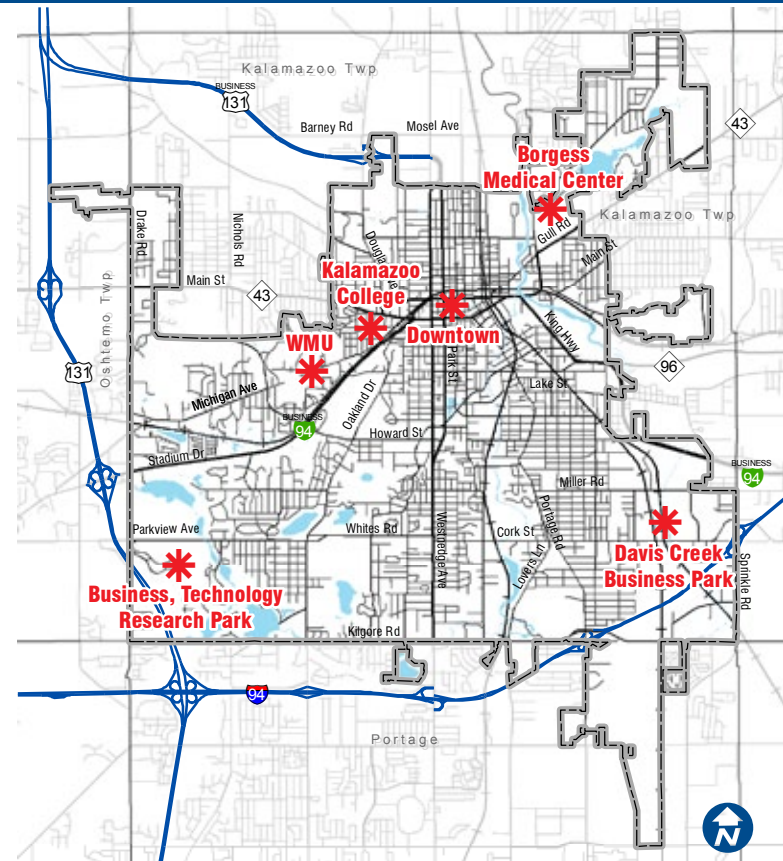 Kalamazoo Twp
BUSINESS
131
Barney Rd
Mosel Ave
43
Borgess
Medical Center
Kalamazoo Twp
Gull Rd
Main St
Drake Rd
Nichols Rd
Douglas Ave
Main St
43
Kalamazoo
College
Oshtemo Twp
WMU
Downtown
Park St
King Hwy
131
96
Michigan Ave
Oakland Dr
Lake St
BUSINESS
94
Howard St
Stadium Dr
BUSINESS
94
Miller Rd
Parkview Ave
Whites Rd
Westnedge Ave
Cork St
Portage Rd
Lovers Ln
Davis Creek
Business Park
Sprinkle Rd
Business, Technology
Research Park
Kilgore Rd
94
Portage
N